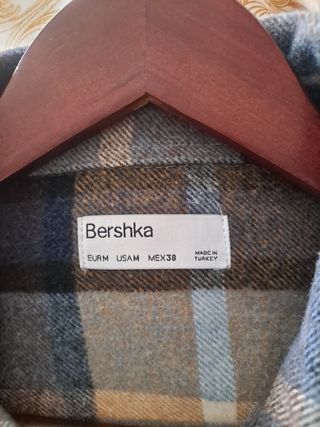 Bershka
EUR M USA M MEX 38
MADE IN
TURKEY